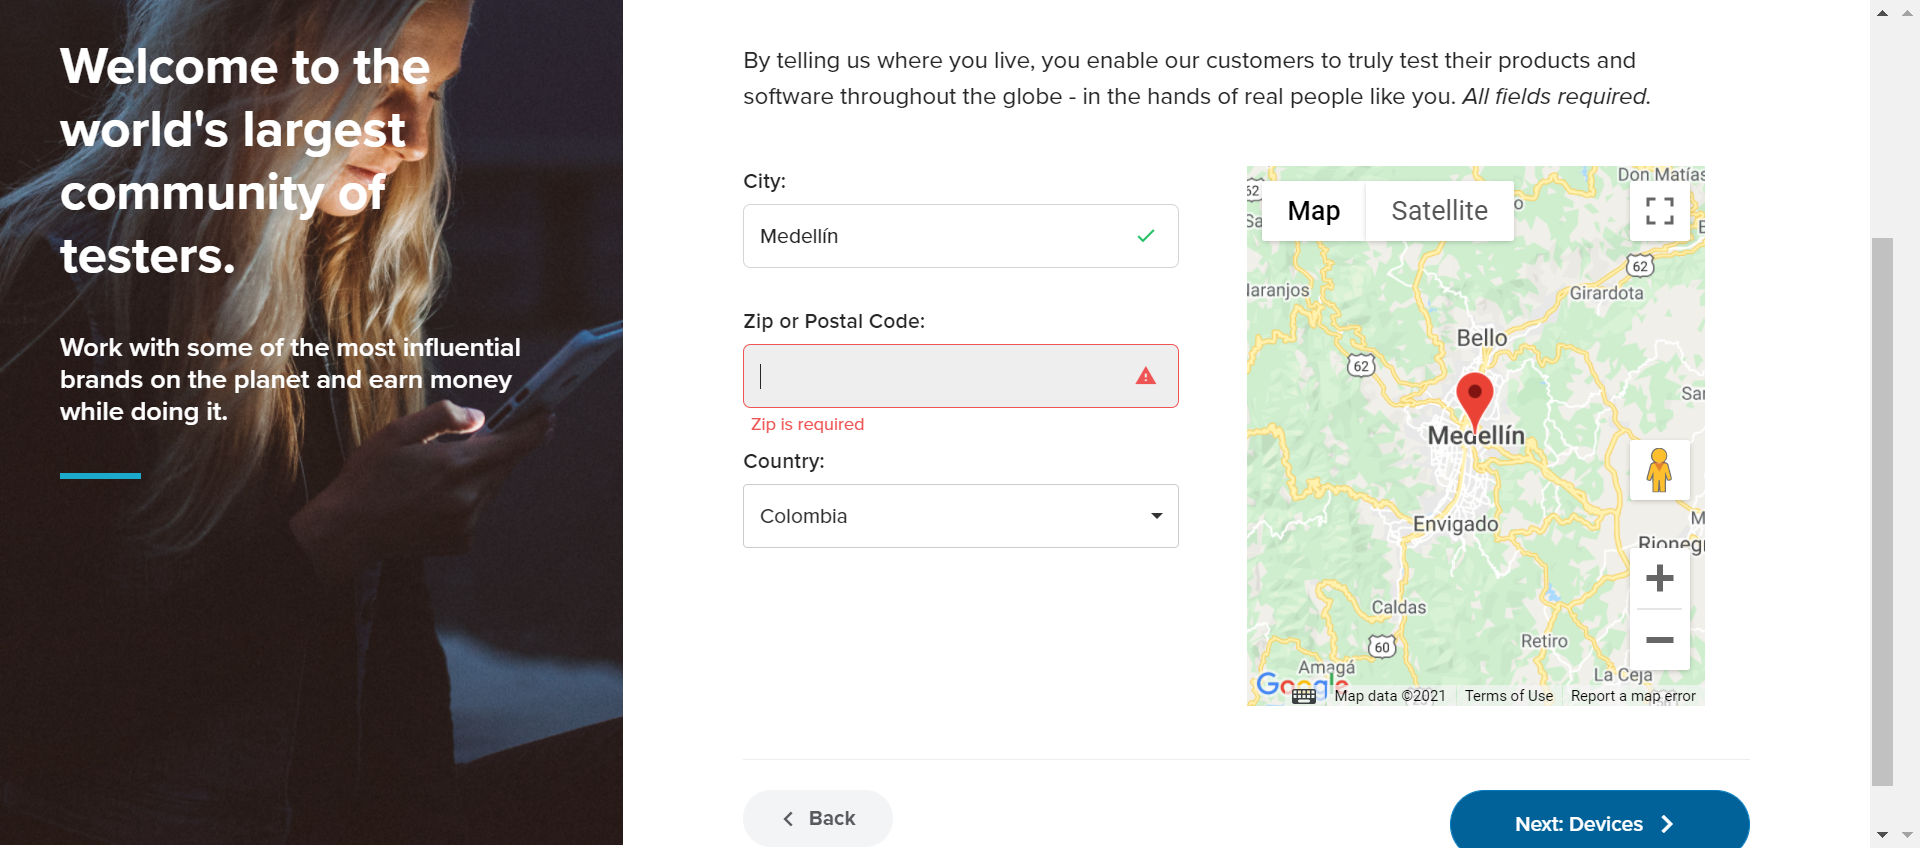 Welcome to the
world's largest
community of
testers.
Work with some of the most influential
brands on the planet and earn money
while doing it.
By telling us where you live, you enable our customers to truly test their products and
software throughout the globe - in the hands of real people like you. All fields required.
City:
Medellín
Zip or Postal Code:
Zip is required
Country:
Colombia
Map
Satellite
Don Matías
62
62
Girardota
Bello
62
Medellín
Envigado
Caldas
60
Retiro
Amagá
La Ceja
Google
Map data ©2021
Terms of Use
Report a map error
Back
Next: Devices